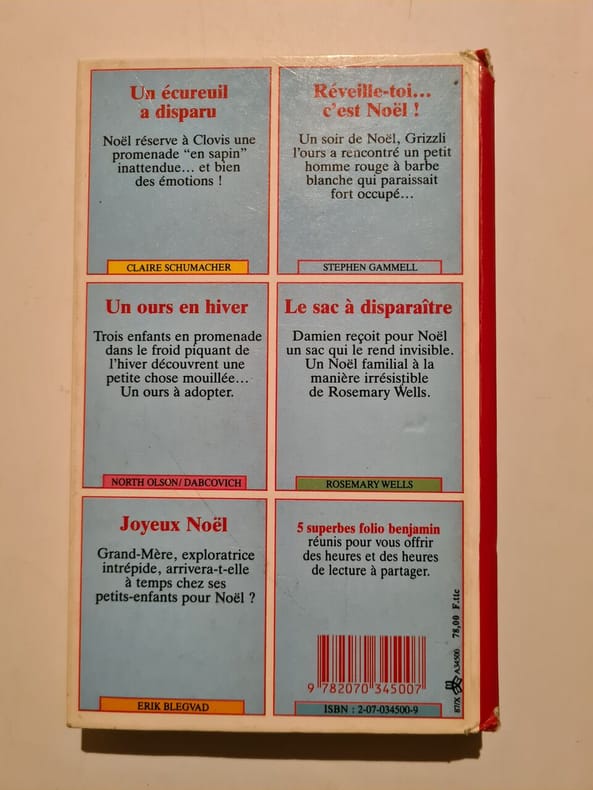 Un écureuil
a disparu
Noël réserve à Clovis une
promenade "en sapin"
inattendue... et bien
des émotions !
CLAIRE SCHUMACHER
Réveille-toi...
c'est Noël !
Un soir de Noël, Grizzli
l'ours a rencontré un petit
homme rouge à barbe
blanche qui paraissait
fort occupé...
STEPHEN GAMMELL
Un ours en hiver
Trois enfants en promenade
dans le froid piquant de
l'hiver découvrent une
petite chose mouillée...
Un ours à adopter.
NORTH OLSON/DABCOVICH
Le sac à disparaître
Damien reçoit pour Noël
un sac qui le rend invisible.
Un Noël familial à la
manière irrésistible
de Rosemary Wells.
ROSEMARY WELLS
Joyeux Noël
Grand-Mère, exploratrice
intrépide, arrivera-t-elle
à temps chez ses
petits-enfants pour Noël ?
ERIK BLEGVAD
5 superbes folio benjamin
réunis pour vous offrir
des heures et des heures
de lecture à partager.
9 782070 345007
ISBN : 2-07-034500-9
87/X A34500 78,00 F.ttc